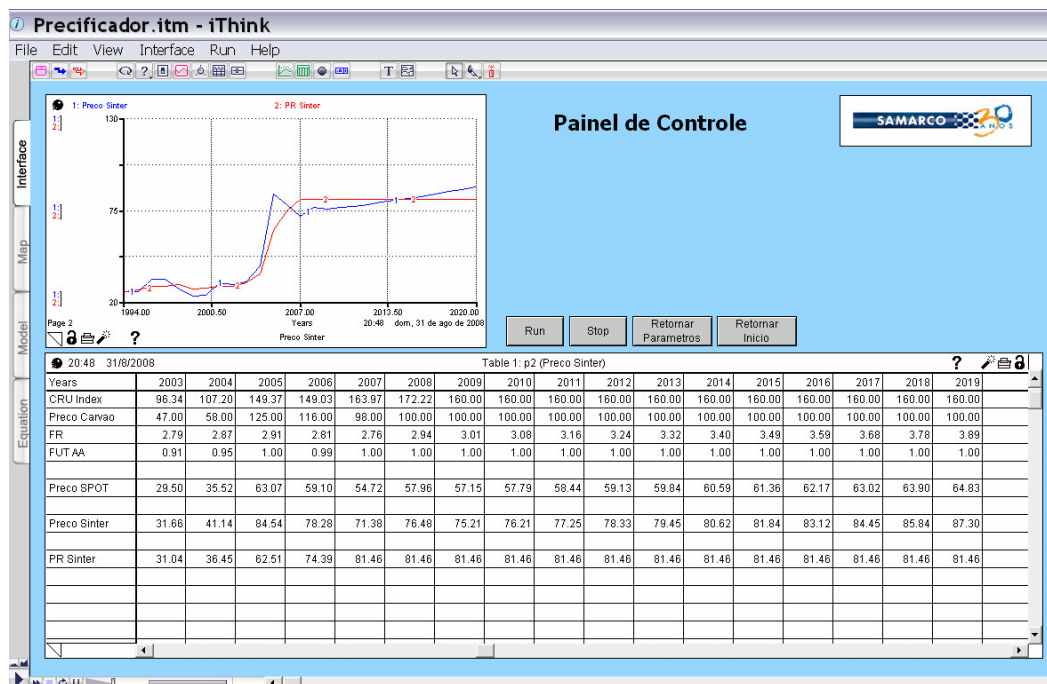 Precificador.itm - iThink
File Edit View Interface Run Help
Interface
Map
Model
Equation
1: Preco Sinter 2: PR Sinter
1:
2:
130
1:
2:
75
1:
2:
20
1994.00 2000.50 2007.00 2013.50 2020.00
Page 2 Years 20:48 dom, 31 de ago de 2008
Preco Sinter
?
Painel de Controle
SAMARCO 30 ANOS
Run
Stop
Retornar
Parametros
Retornar
Inicio
20:48 31/8/2008 Table 1: p2 (Preco Sinter) ?
Years 2003 2004 2005 2006 2007 2008 2009 2010 2011 2012 2013 2014 2015 2016 2017 2018 2019
CRU Index 96.34 107.20 149.37 149.03 163.97 172.22 160.00 160.00 160.00 160.00 160.00 160.00 160.00 160.00 160.00 160.00 160.00
Preco Carvao 47.00 58.00 125.00 116.00 98.00 100.00 100.00 100.00 100.00 100.00 100.00 100.00 100.00 100.00 100.00 100.00 100.00
FR 2.79 2.87 2.91 2.81 2.76 2.94 3.01 3.08 3.16 3.24 3.32 3.40 3.49 3.59 3.68 3.78 3.89
FUT AA 0.91 0.95 1.00 0.99 1.00 1.00 1.00 1.00 1.00 1.00 1.00 1.00 1.00 1.00 1.00 1.00 1.00
Preco SPOT 29.50 35.52 63.07 59.10 54.72 57.96 57.15 57.79 58.44 59.13 59.84 60.59 61.36 62.17 63.02 63.90 64.83
Preco Sinter 31.66 41.14 84.54 78.28 71.38 76.48 75.21 76.21 77.25 78.33 79.45 80.62 81.84 83.12 84.45 85.84 87.30
PR Sinter 31.04 36.45 62.51 74.39 81.46 81.46 81.46 81.46 81.46 81.46 81.46 81.46 81.46 81.46 81.46 81.46 81.46